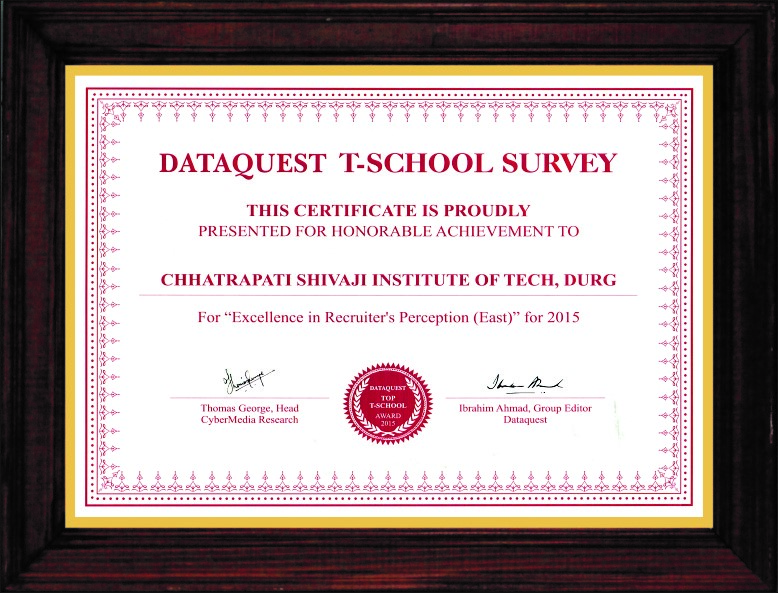 DATAQUEST T-SCHOOL SURVEY
THIS CERTIFICATE IS PROUDLY
PRESENTED FOR HONORABLE ACHIEVEMENT TO
CHHATRAPATI SHIVAJI INSTITUTE OF TECH, DURG
For “Excellence in Recruiter's Perception (East)” for 2015
Thomas George, Head
CyberMedia Research
DATAQUEST
TOP
T-SCHOOL
AWARD
2015
Ibrahim Ahmad, Group Editor
Dataquest